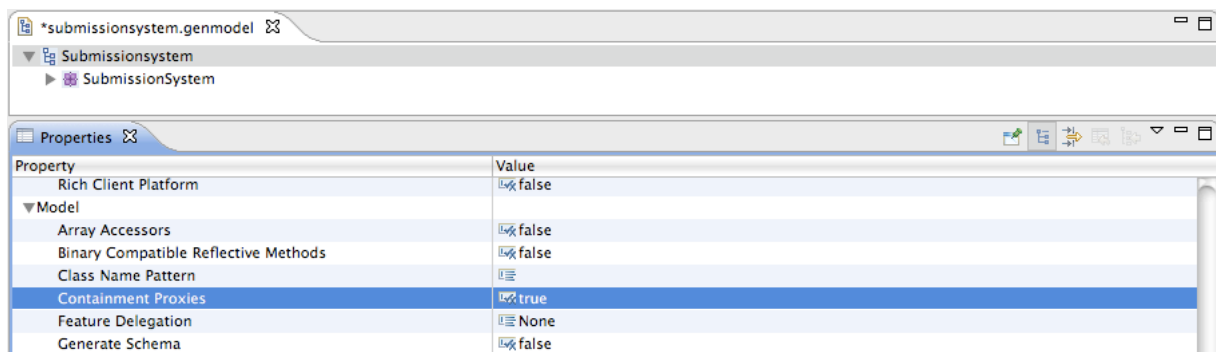 *submissionsystem.genmodel
Submissionsystem
SubmissionSystem
Properties
Property Value
Rich Client Platform false
Model
Array Accessors false
Binary Compatible Reflective Methods false
Class Name Pattern
Containment Proxies true
Feature Delegation None
Generate Schema false